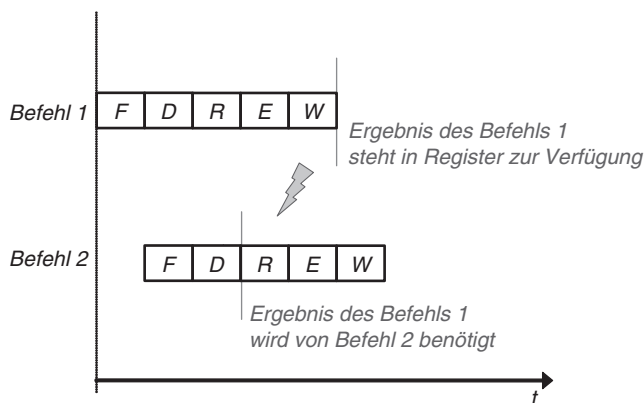 Befehl 1
F D R E W
Ergebnis des Befehls 1
steht in Register zur Verfügung
Befehl 2
F D R E W
Ergebnis des Befehls 1
wird von Befehl 2 benötigt
t